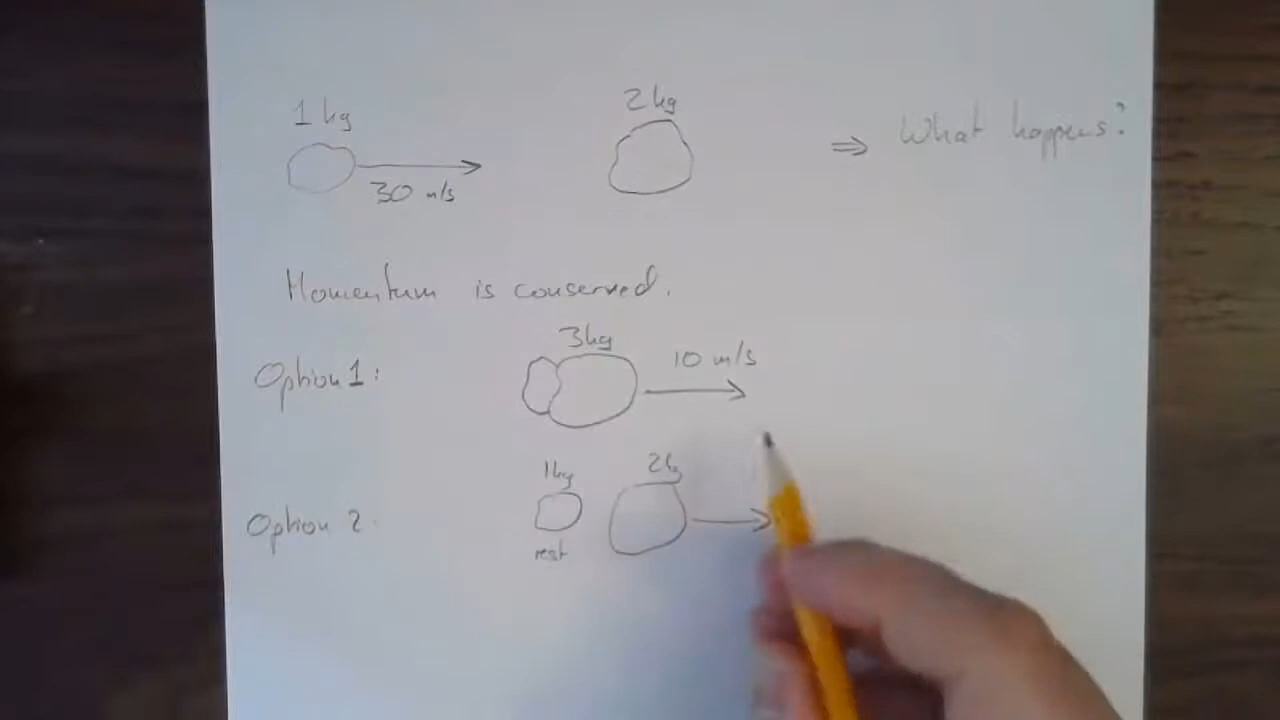 1 kg
2 kg
30 m/s
⇒ What happens?
Momentum is conserved.
3kg
Option 1:
10 m/s
1kg
2kg
Option 2:
rest